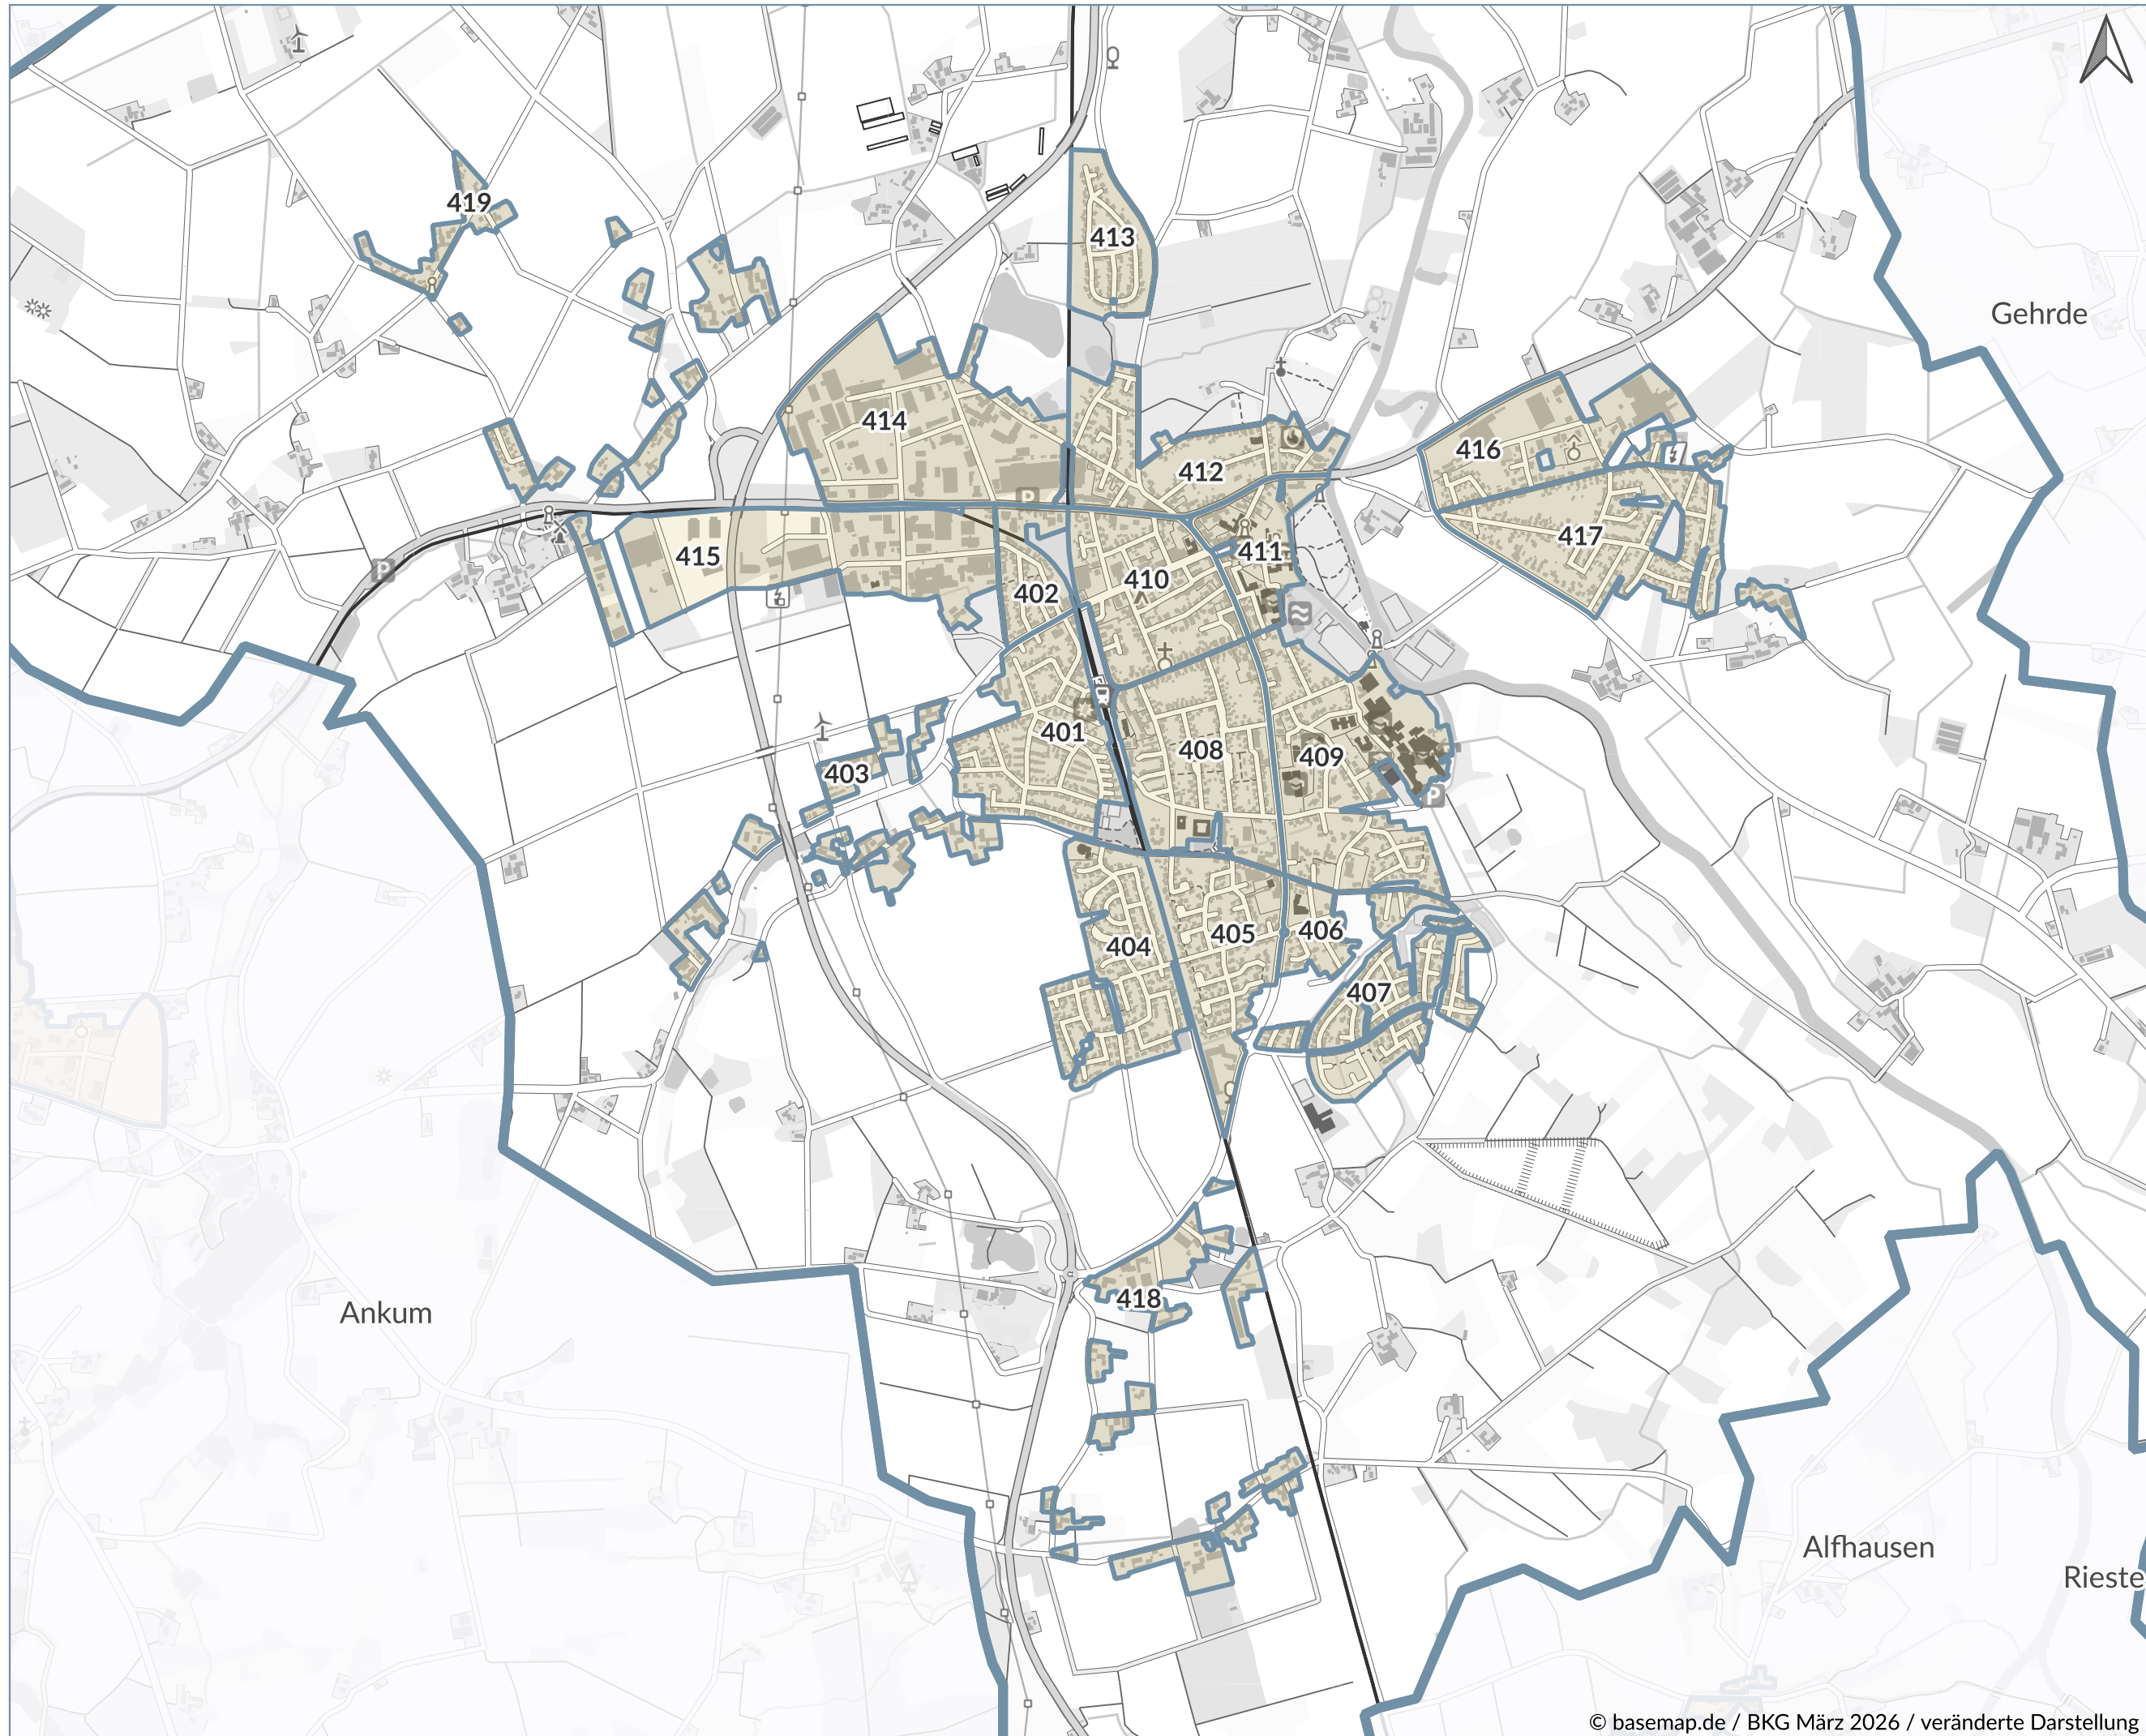 419
413
Gehrde
414
416
412
417
411
415
410
402
401
408
409
403
406
405
404
407
418
Ankum
Alfhausen
Rieste
P
P
P
© basemap.de / BKG März 2026 / veränderte Darstellung